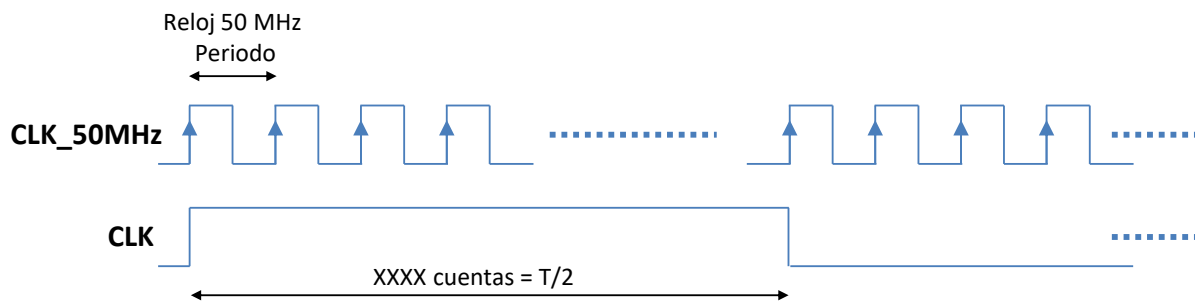 Reloj 50 MHz
Periodo
CLK_50MHz
CLK
XXXX cuentas = T/2